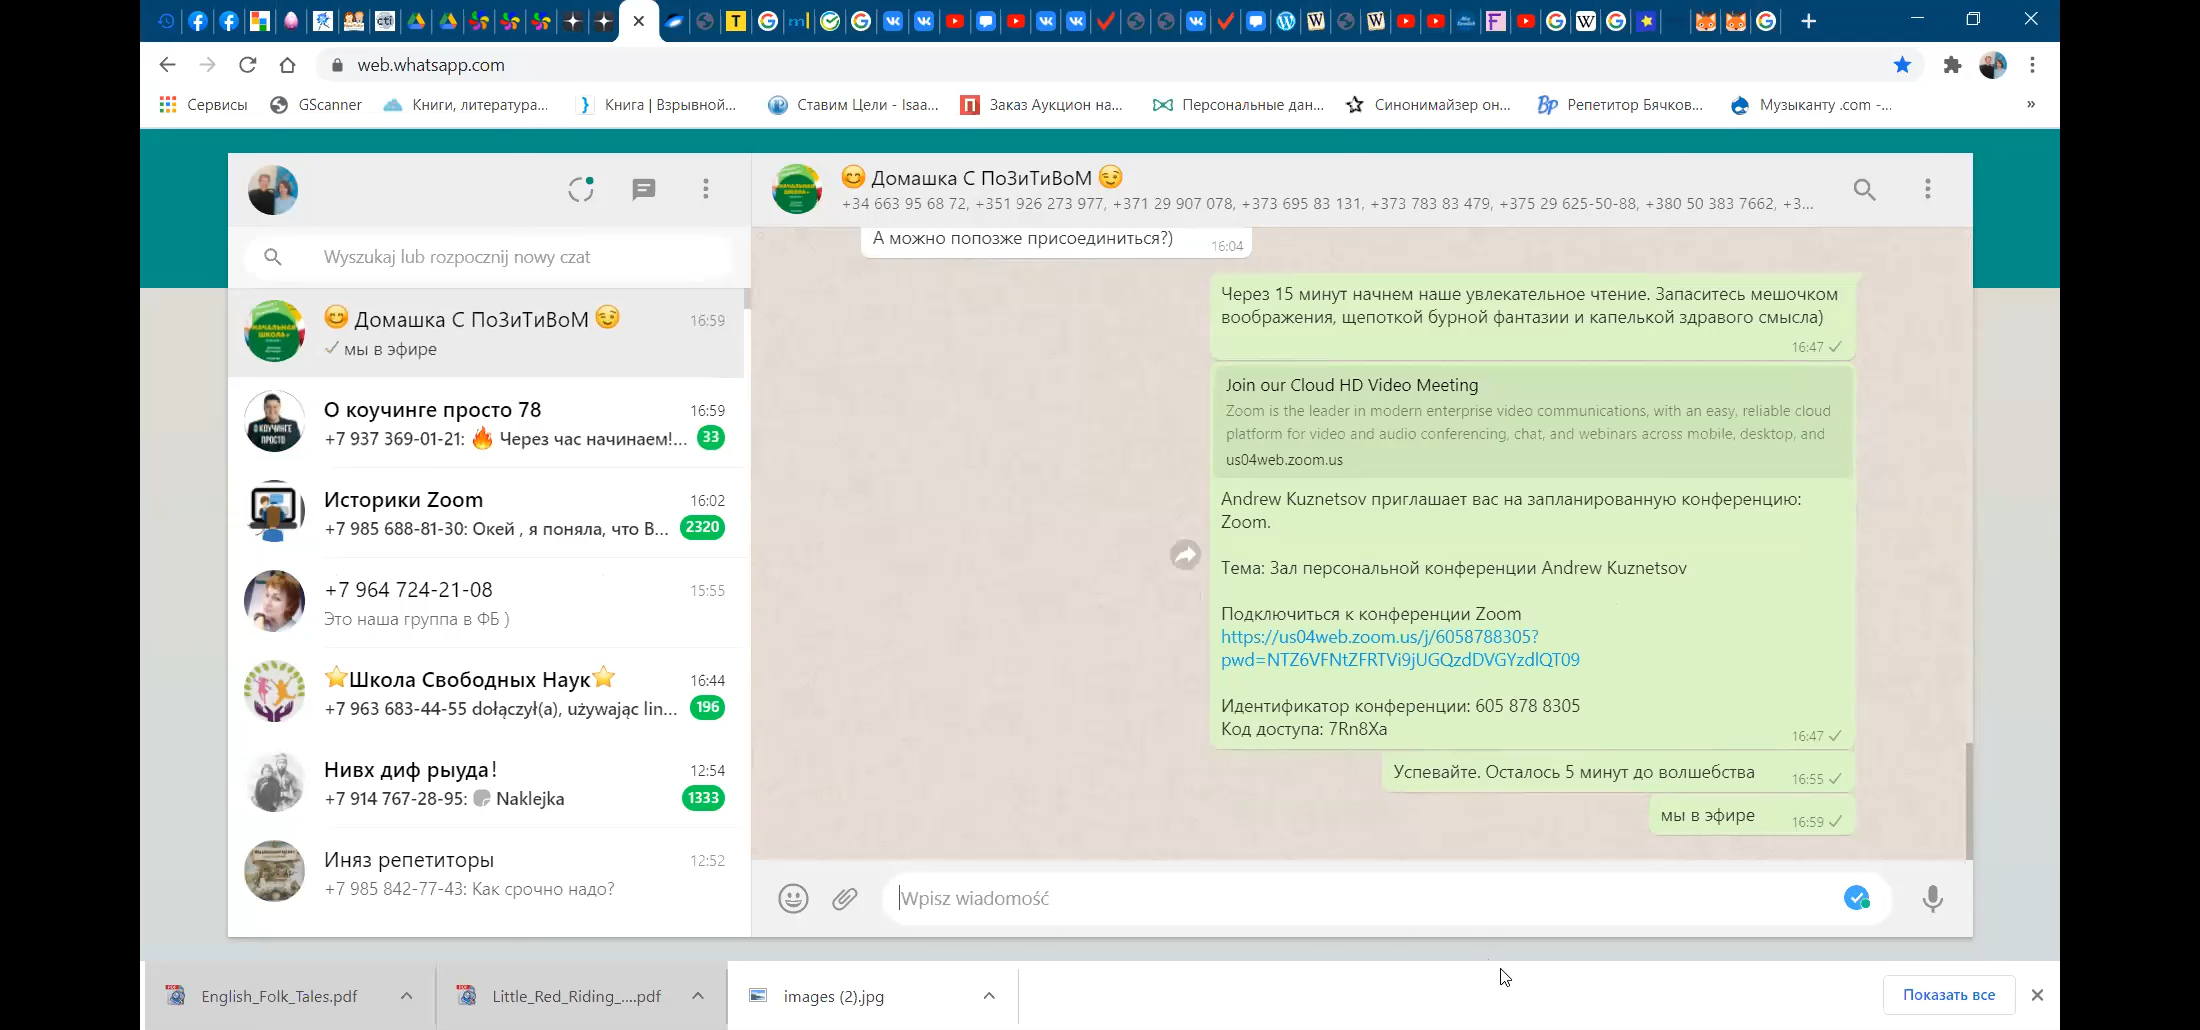 web.whatsapp.com
Сервисы
GScanner
Книги, литература...
Книга | Взрывной...
Ставим Цели - Isaa...
Заказ Аукцион на...
Персональные дан...
Синонимайзер он...
Репетитор Бячков...
Музыканту .com -...
»
Wyszukaj lub rozpocznij nowy czat
😊 Домашка С ПоЗиТиВоМ 😉 16:59
мы в эфире
О коучинге просто 78 16:59
+7 937 369-01-21: 🔥 Через час начинаем!... 33
Историки Zoom 16:02
+7 985 688-81-30: Окей , я поняла, что В... 2320
+7 964 724-21-08 15:55
Это наша группа в ФБ )
⭐Школа Свободных Наук⭐ 16:44
+7 963 683-44-55 dołączył(a), używając lin... 196
Нивх диф рыуда! 12:54
+7 914 767-28-95: Naklejka 1333
Иняз репетиторы 12:52
+7 985 842-77-43: Как срочно надо?
😊 Домашка С ПоЗиТиВоМ 😉
+34 663 95 68 72, +351 926 273 977, +371 29 907 078, +373 695 83 131, +373 783 83 479, +375 29 625-50-88, +380 50 383 7662, +3...
А можно попозже присоединиться?) 16:04
Через 15 минут начнем наше увлекательное чтение. Запаситесь мешочком
воображения, щепоткой бурной фантазии и капелькой здравого смысла)
16:47
Join our Cloud HD Video Meeting
Zoom is the leader in modern enterprise video communications, with an easy, reliable cloud
platform for video and audio conferencing, chat, and webinars across mobile, desktop, and
us04web.zoom.us
Andrew Kuznetsov приглашает вас на запланированную конференцию:
Zoom.
Тема: Зал персональной конференции Andrew Kuznetsov
Подключиться к конференции Zoom
https://us04web.zoom.us/j/6058788305?
pwd=NTZ6VFNtZFRTVi9jUGQzdDVGYzdlQT09
Идентификатор конференции: 605 878 8305
Код доступа: 7Rn8Xa
16:47
Успевайте. Осталось 5 минут до волшебства 16:55
мы в эфире 16:59
Wpisz wiadomość
English_Folk_Tales.pdf
Little_Red_Riding_....pdf
images (2).jpg
Показать все